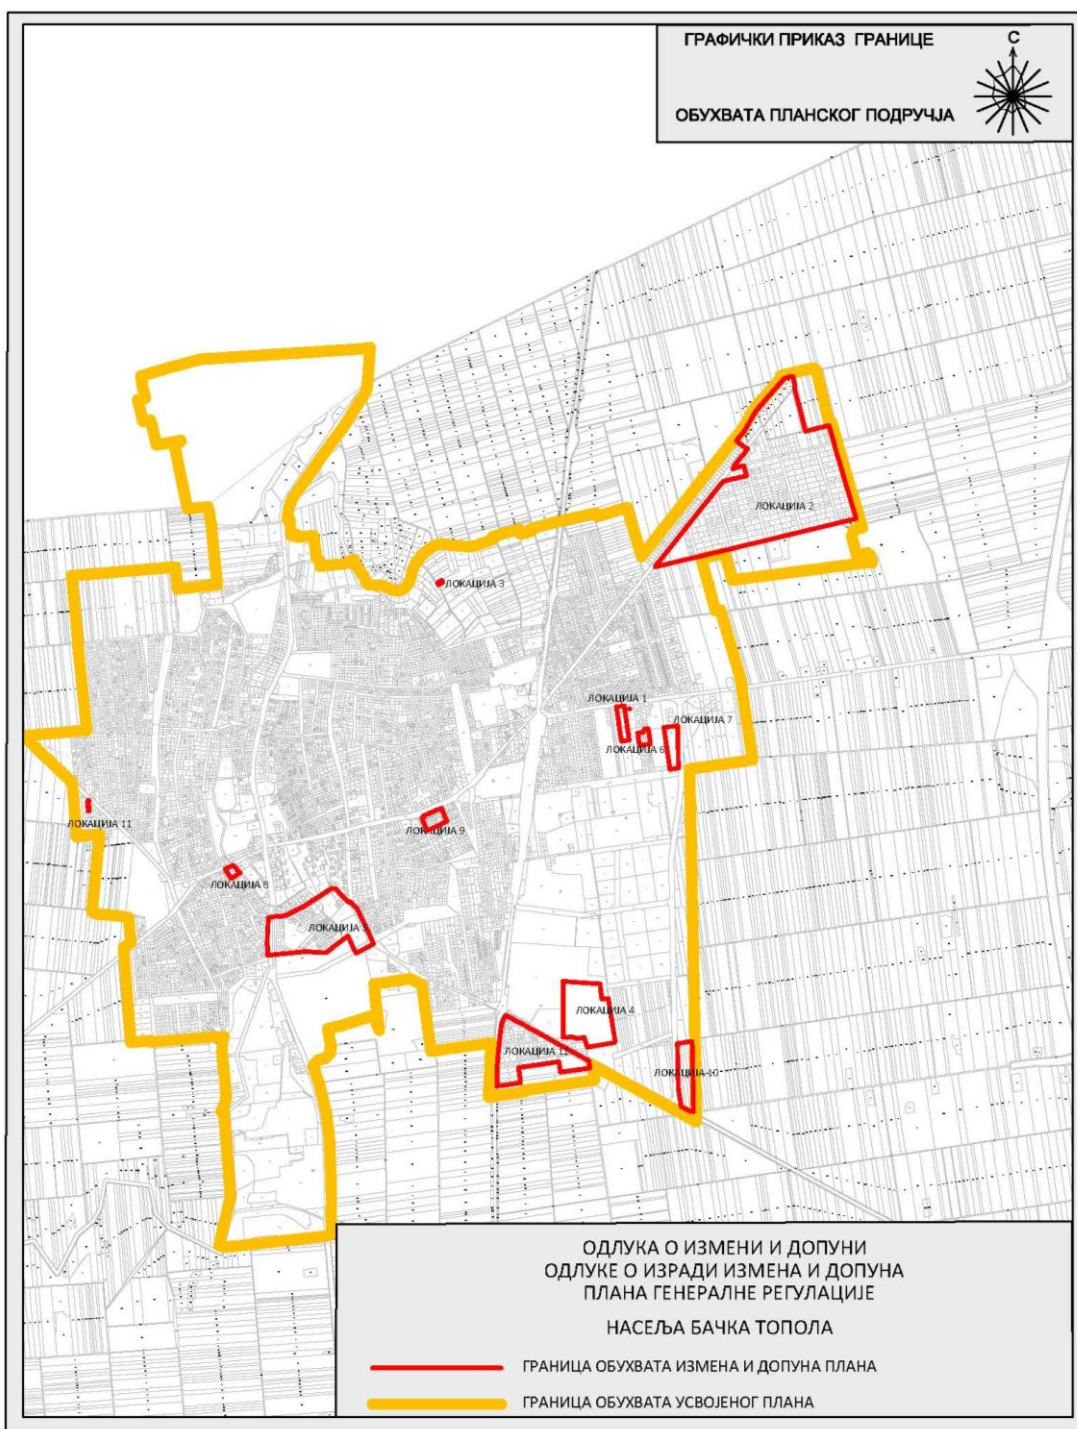 ГРАФИЧКИ ПРИКАЗ ГРАНИЦЕ
С
ОБУХВАТА ПЛАНСКОГ ПОДРУЧЈА
ЛОКАЦИЈА 2
ЛОКАЦИЈА 3
ЛОКАЦИЈА 1
ЛОКАЦИЈА 7
ЛОКАЦИЈА 6
ЛОКАЦИЈА 11
ЛОКАЦИЈА 9
ЛОКАЦИЈА 8
ЛОКАЦИЈА
ЛОКАЦИЈА 4
ЛОКАЦИЈА
ЛОКАЦИЈА-10
ОДЛУКА О ИЗМЕНИ И ДОПУНИ
ОДЛУКЕ О ИЗРАДИ ИЗМЕНА И ДОПУНА
ПЛАНА ГЕНЕРАЛНЕ РЕГУЛАЦИЈЕ
НАСЕЉА БАЧКА ТОПОЛА
ГРАНИЦА ОБУХВАТА ИЗМЕНА И ДОПУНА ПЛАНА
ГРАНИЦА ОБУХВАТА УСВОЈЕНОГ ПЛАНА